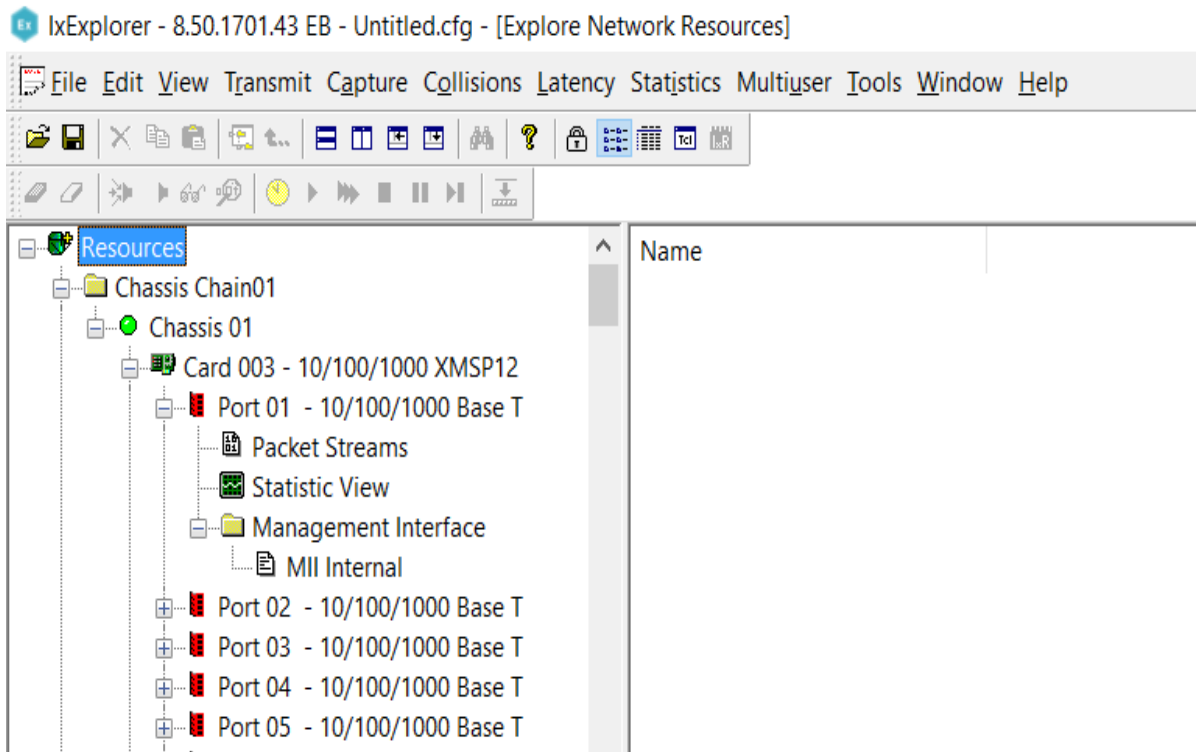 IxExplorer - 8.50.1701.43 EB - Untitled.cfg - [Explore Network Resources]
File Edit View Transmit Capture Collisions Latency Statistics Multiuser Tools Window Help
Tcl IxR
Resources
Name
Chassis Chain01
Chassis 01
Card 003 - 10/100/1000 XMSP12
Port 01 - 10/100/1000 Base T
Packet Streams
Statistic View
Management Interface
MII Internal
Port 02 - 10/100/1000 Base T
Port 03 - 10/100/1000 Base T
Port 04 - 10/100/1000 Base T
Port 05 - 10/100/1000 Base T